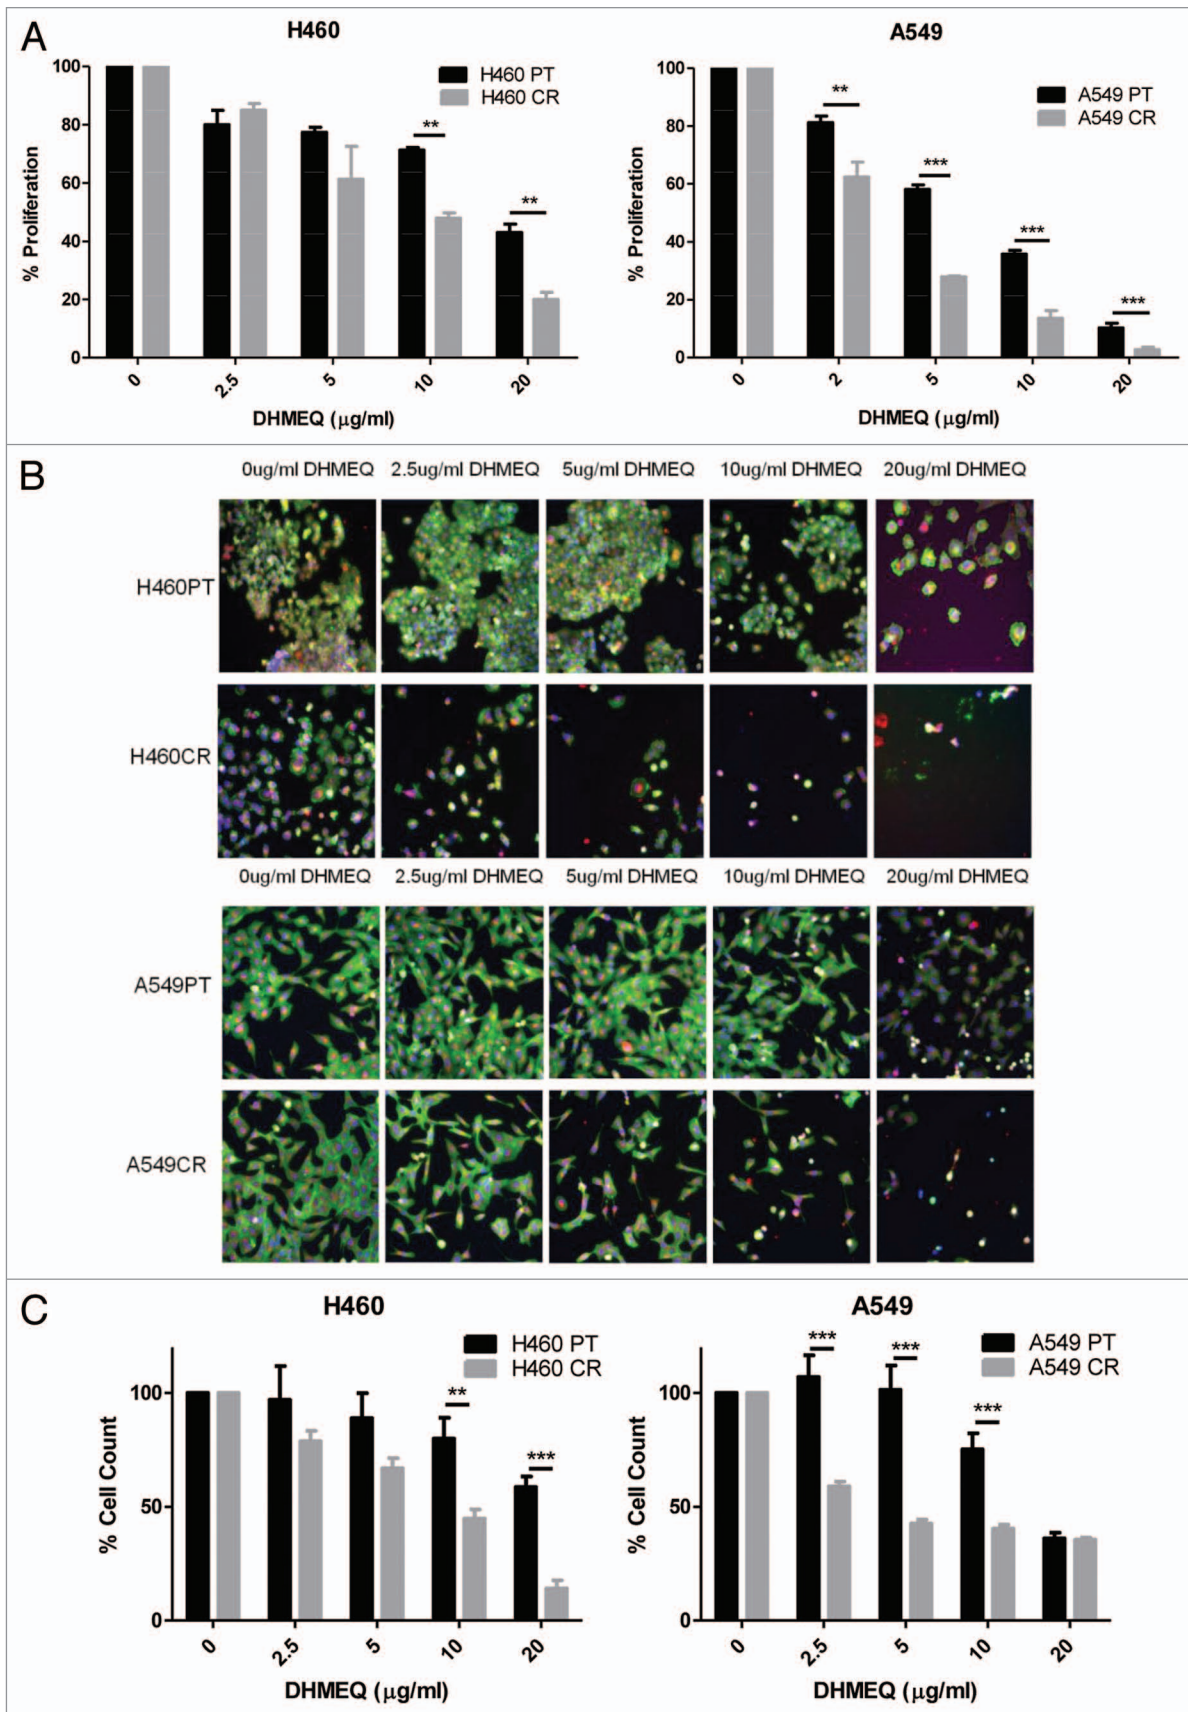 A
H460
A549
100
80
60
40
20
0
% Proliferation
H460 PT
H460 CR
**
**
0
2.5
5
10
20
DHMEQ (µg/ml)
100
80
60
40
20
0
% Proliferation
A549 PT
A549 CR
**
***
***
***
0
2
5
10
20
DHMEQ (µg/ml)
B
0ug/ml DHMEQ
2.5ug/ml DHMEQ
5ug/ml DHMEQ
10ug/ml DHMEQ
20ug/ml DHMEQ
H460PT
H460CR
0ug/ml DHMEQ
2.5ug/ml DHMEQ
5ug/ml DHMEQ
10ug/ml DHMEQ
20ug/ml DHMEQ
A549PT
A549CR
C
H460
A549
100
50
0
% Cell Count
H460 PT
H460 CR
**
***
0
2.5
5
10
20
DHMEQ (µg/ml)
100
50
0
% Cell Count
A549 PT
A549 CR
***
***
***
0
2.5
5
10
20
DHMEQ (µg/ml)